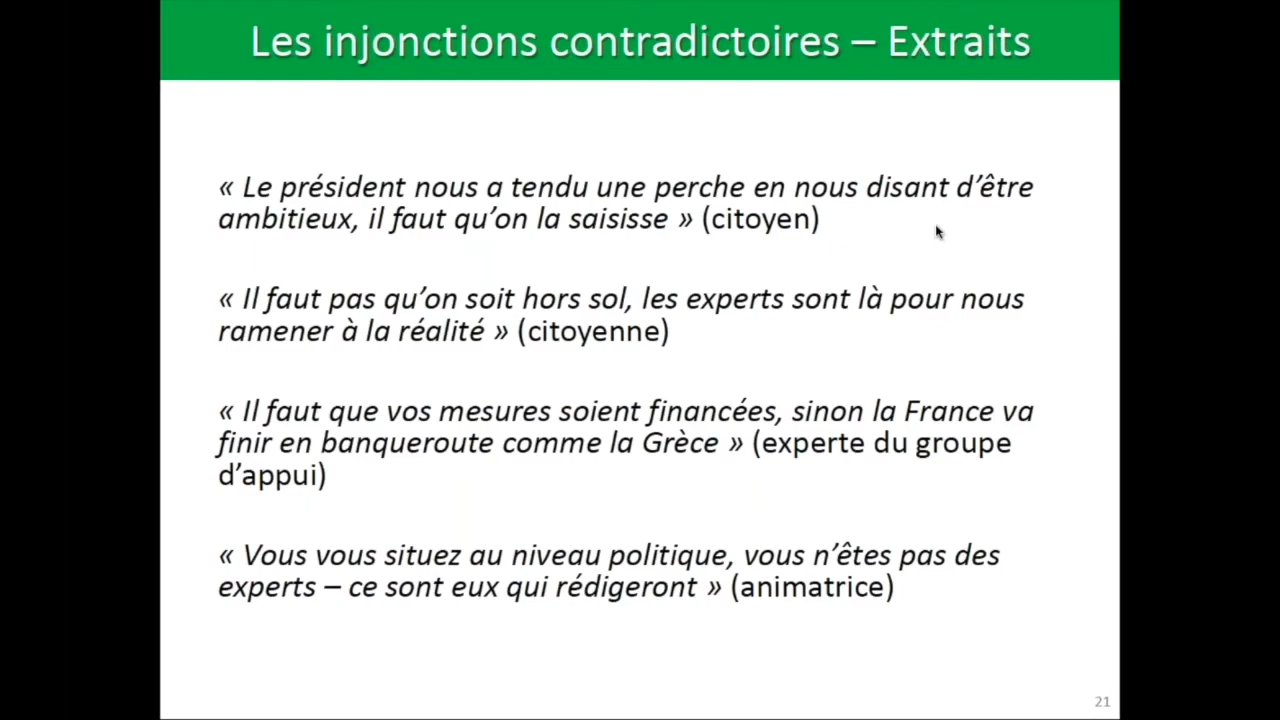 Les injonctions contradictoires – Extraits
« Le président nous a tendu une perche en nous disant d’être
ambitieux, il faut qu’on la saisisse » (citoyen)
« Il faut pas qu’on soit hors sol, les experts sont là pour nous
ramener à la réalité » (citoyenne)
« Il faut que vos mesures soient financées, sinon la France va
finir en banqueroute comme la Grèce » (experte du groupe
d’appui)
« Vous vous situez au niveau politique, vous n’êtes pas des
experts – ce sont eux qui rédigeront » (animatrice)
21